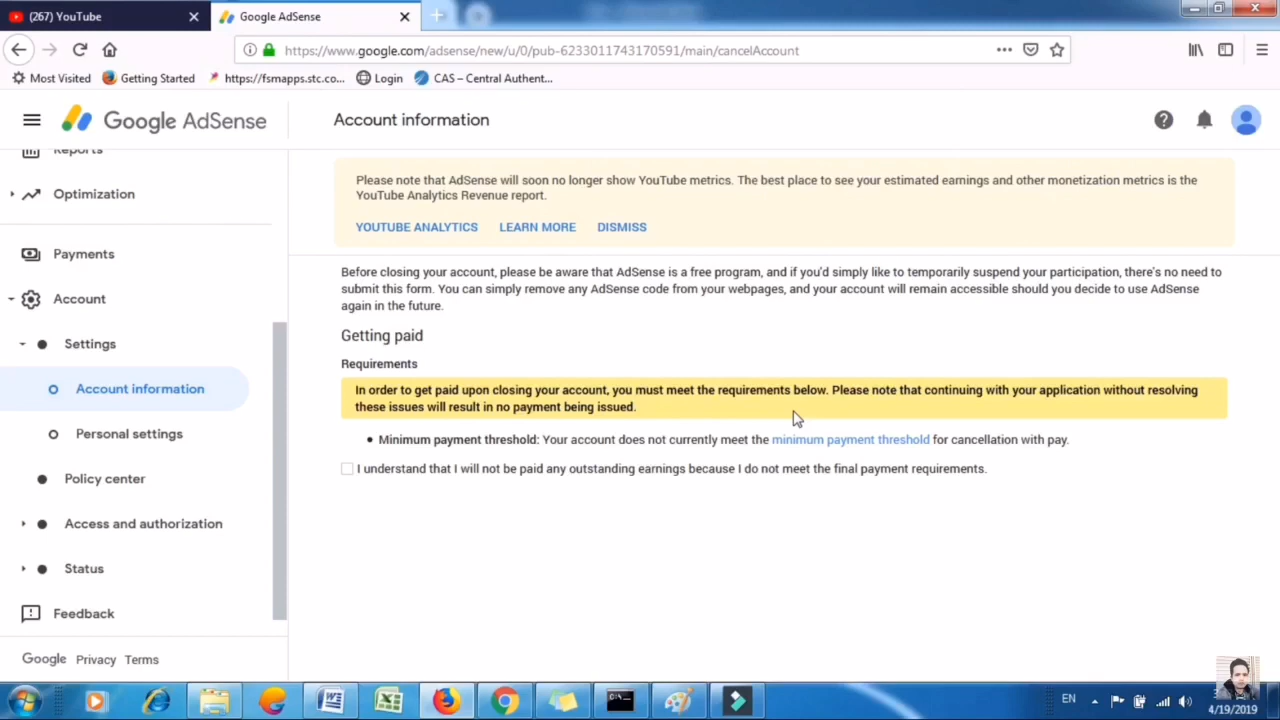 (267) YouTube
Google AdSense
https://www.google.com/adsense/new/u/0/pub-6233011743170591/main/cancelAccount
Most Visited
Getting Started
https://fsmapps.stc.co...
Login
CAS – Central Authent...
Google AdSense
Account information
Reports
Optimization
Payments
Account
Settings
Account information
Personal settings
Policy center
Access and authorization
Status
Feedback
Google Privacy Terms
Please note that AdSense will soon no longer show YouTube metrics. The best place to see your estimated earnings and other monetization metrics is the
YouTube Analytics Revenue report.
YOUTUBE ANALYTICS LEARN MORE DISMISS
Before closing your account, please be aware that AdSense is a free program, and if you'd simply like to temporarily suspend your participation, there's no need to
submit this form. You can simply remove any AdSense code from your webpages, and your account will remain accessible should you decide to use AdSense
again in the future.
Getting paid
Requirements
In order to get paid upon closing your account, you must meet the requirements below. Please note that continuing with your application without resolving
these issues will result in no payment being issued.
Minimum payment threshold: Your account does not currently meet the minimum payment threshold for cancellation with pay.
I understand that I will not be paid any outstanding earnings because I do not meet the final payment requirements.
EN
4/19/2019